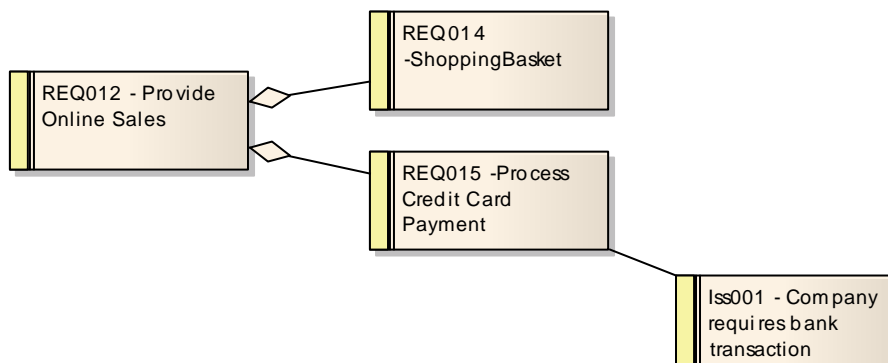 REQ014
-ShoppingBasket
REQ012 - Provide
Online Sales
REQ015 -Process
Credit Card
Payment
Iss001 - Company
requires bank
transaction